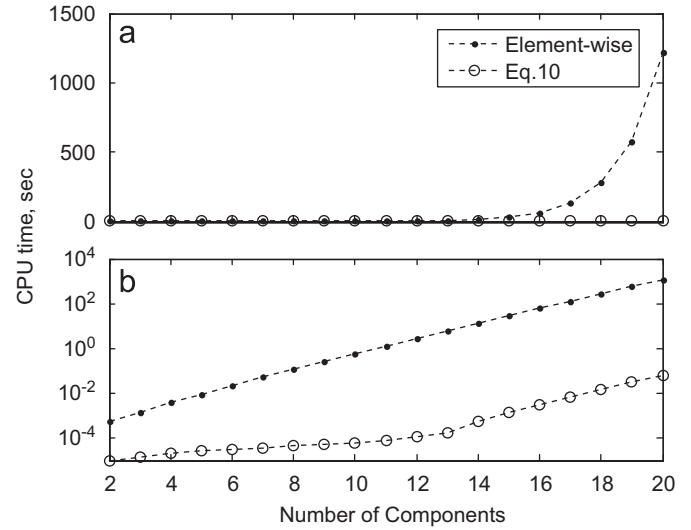 1500
a
Element-wise
Eq.10
1000
500
0
CPU time, sec
10^4
b
10^2
10^0
10^-2
10^-4
2 4 6 8 10 12 14 16 18 20
Number of Components